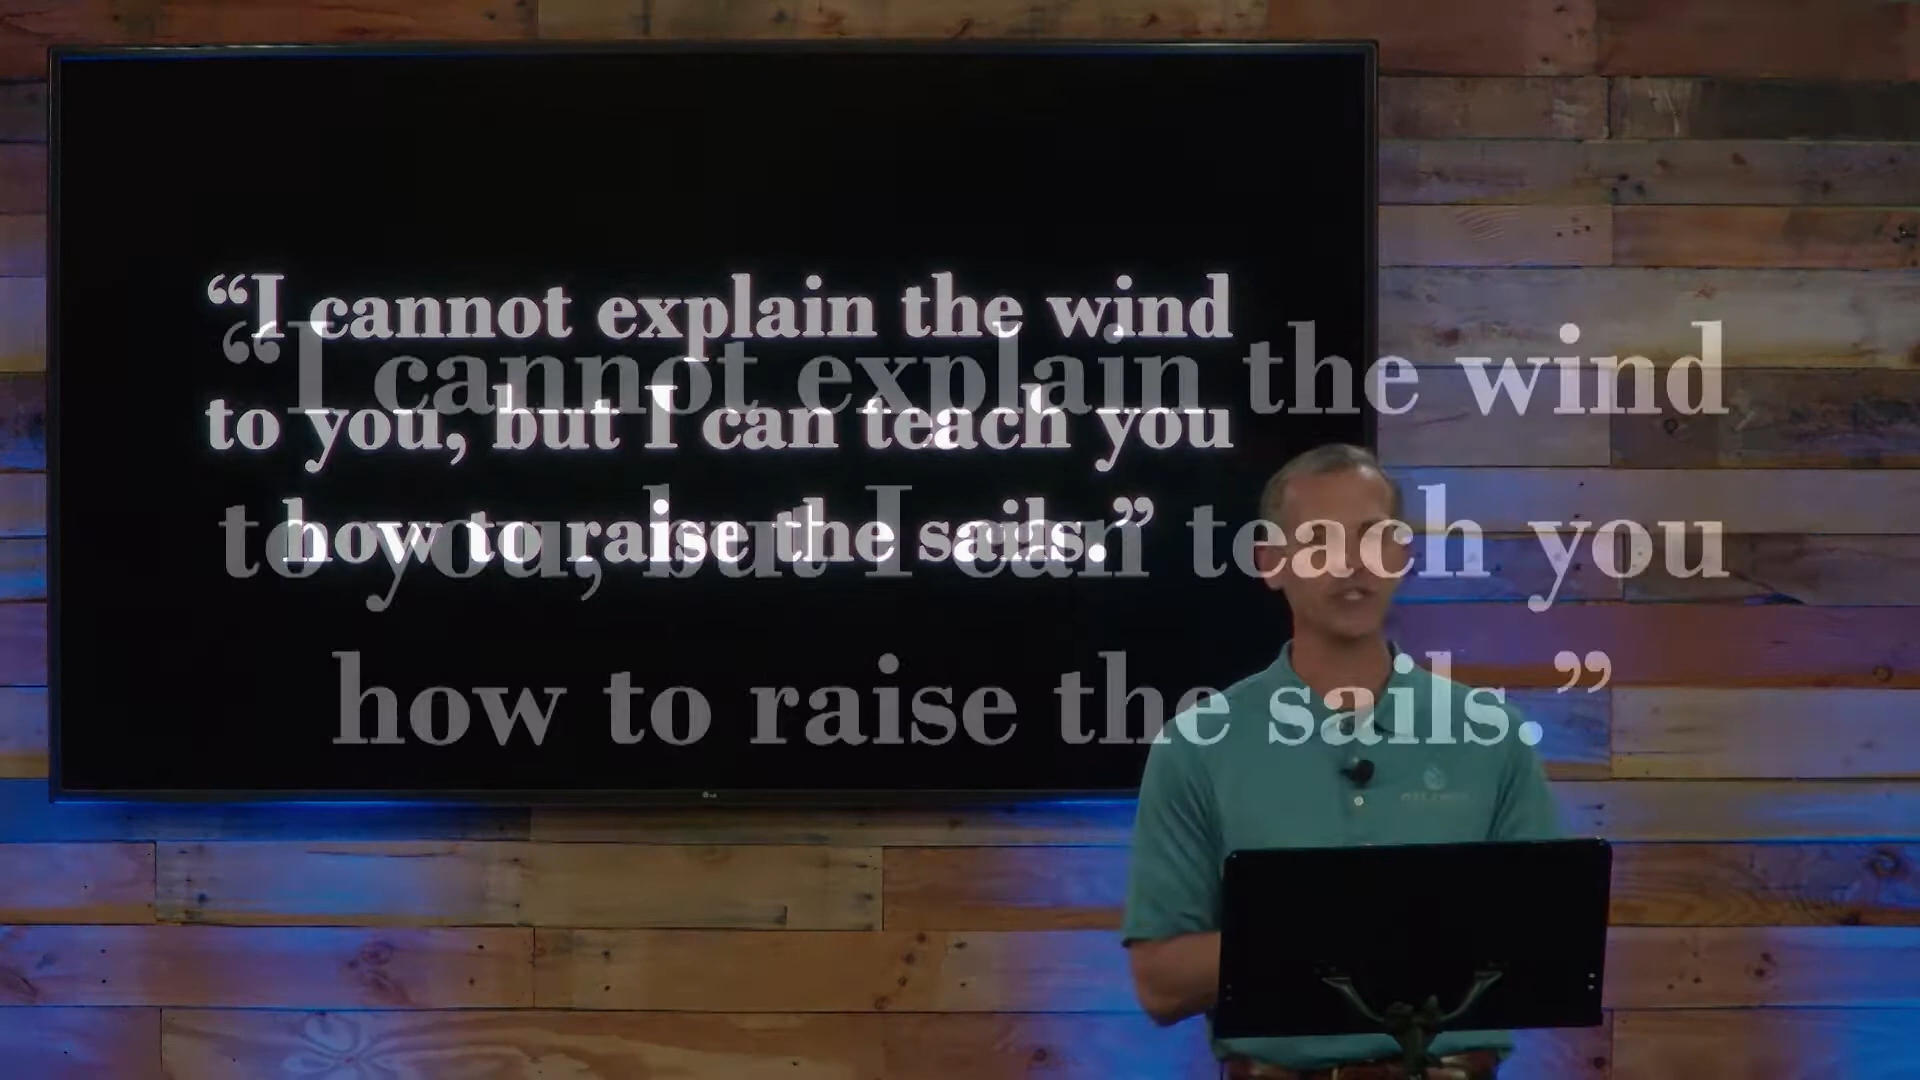 “I cannot explain the wind
to you, but I can teach you
how to raise the sails.”
“I cannot explain the wind
to you, but I can teach you
how to raise the sails.”